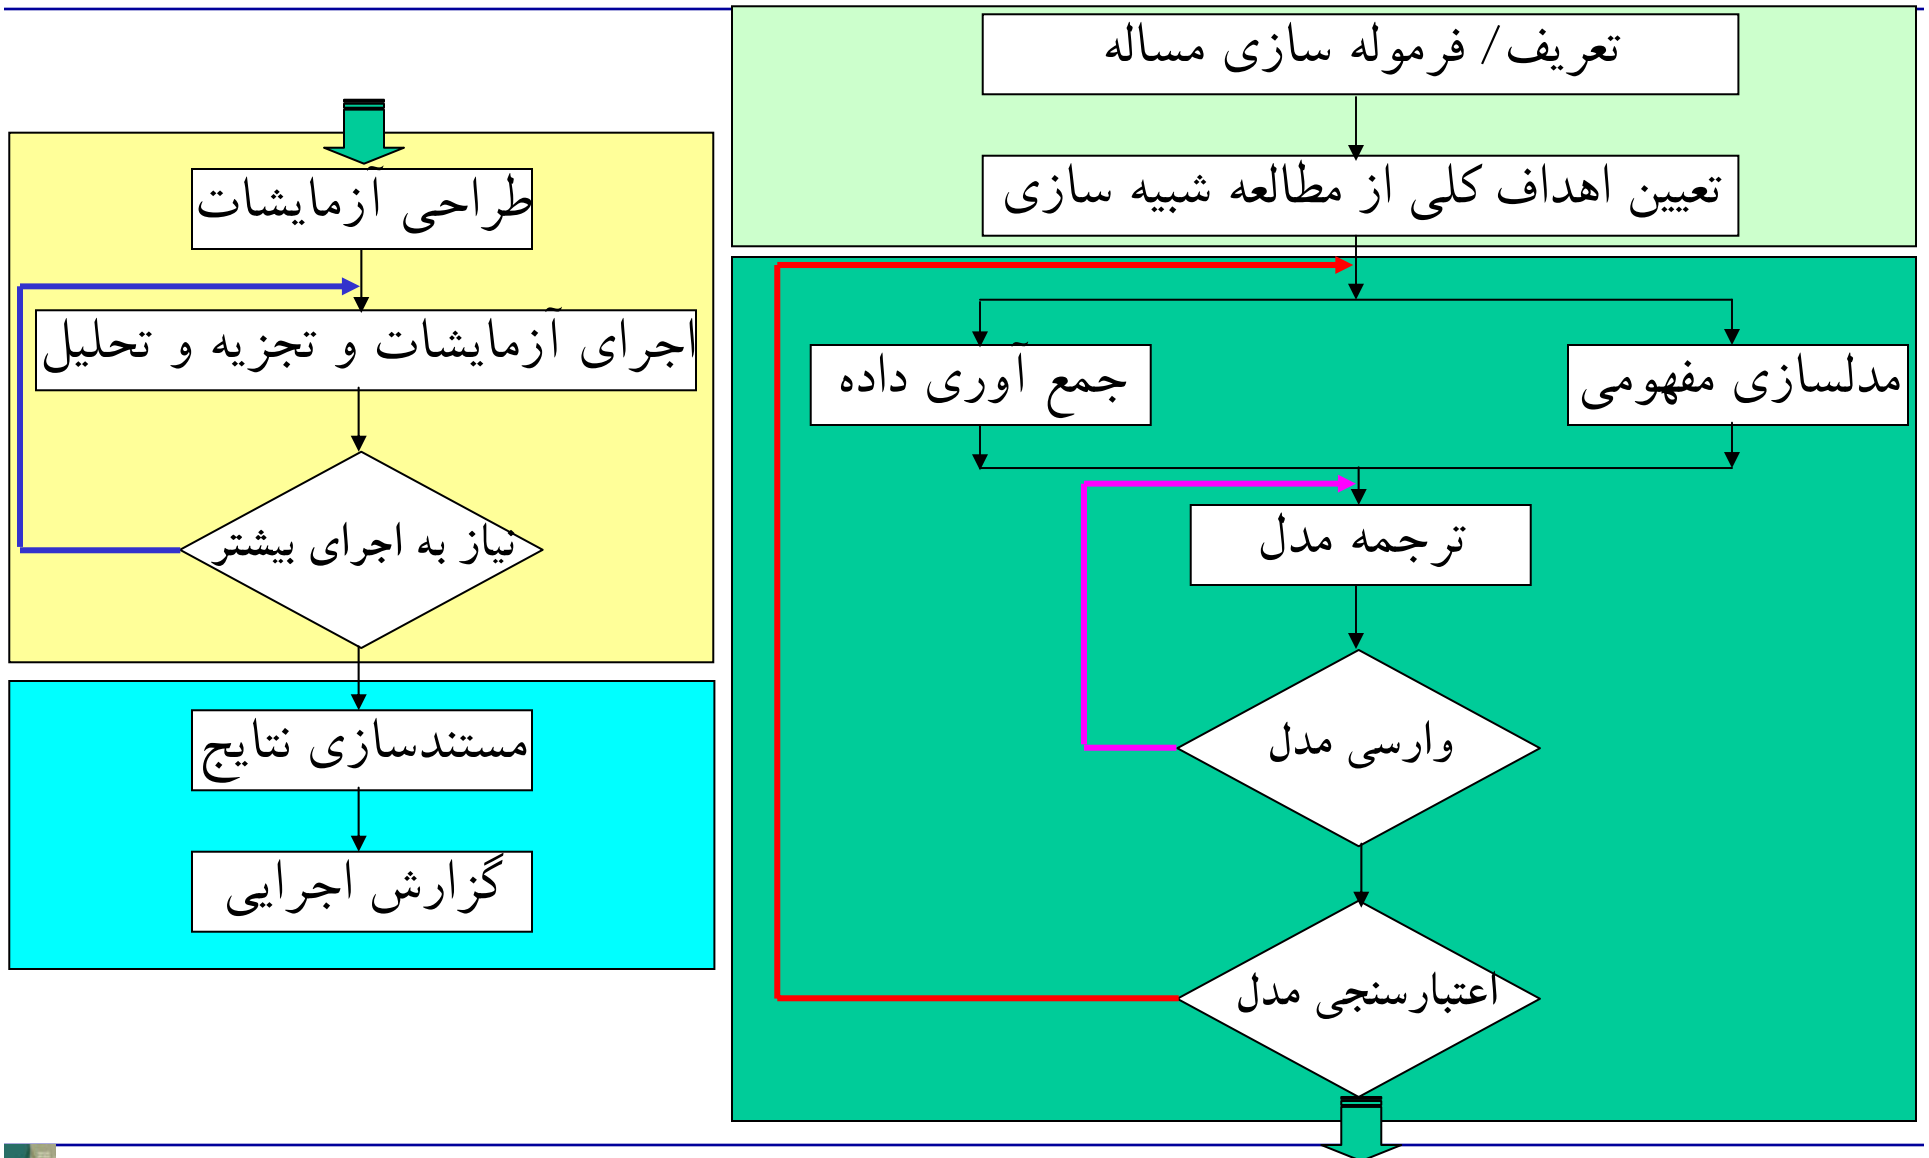 تعریف/ فرموله سازی مساله
تعیین اهداف کلی از مطالعه شبیه سازی
مدلسازی مفهومی
جمع آوری داده
ترجمه مدل
وارسی مدل
اعتبارسنجی مدل
طراحی آزمایشات
اجرای آزمایشات و تجزیه و تحلیل
نیاز به اجرای بیشتر
مستندسازی نتایج
گزارش اجرایی